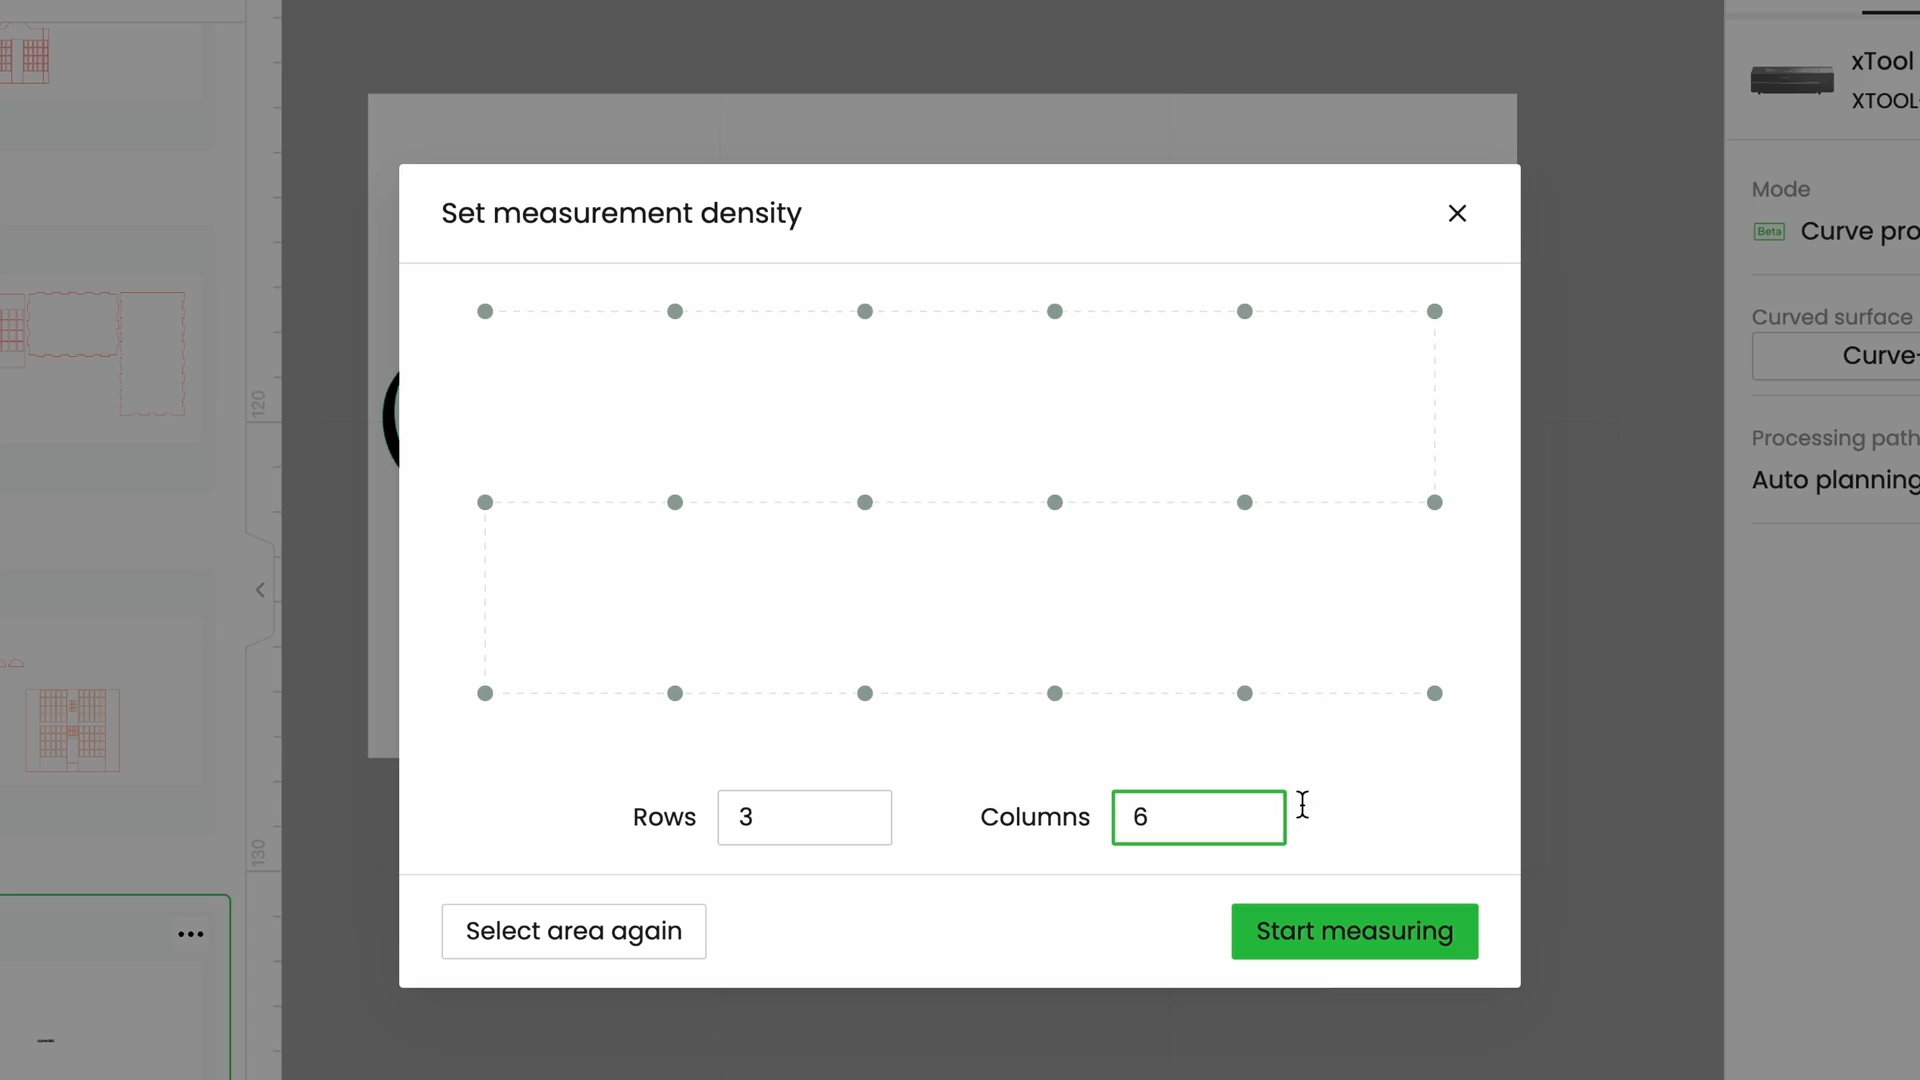 xTool
XTOOL-
Set measurement density
Mode
Beta
Curve pro
Curved surface
Curve-
120
Processing path
Auto planning
Rows
3
Columns
6
130
Select area again
Start measuring